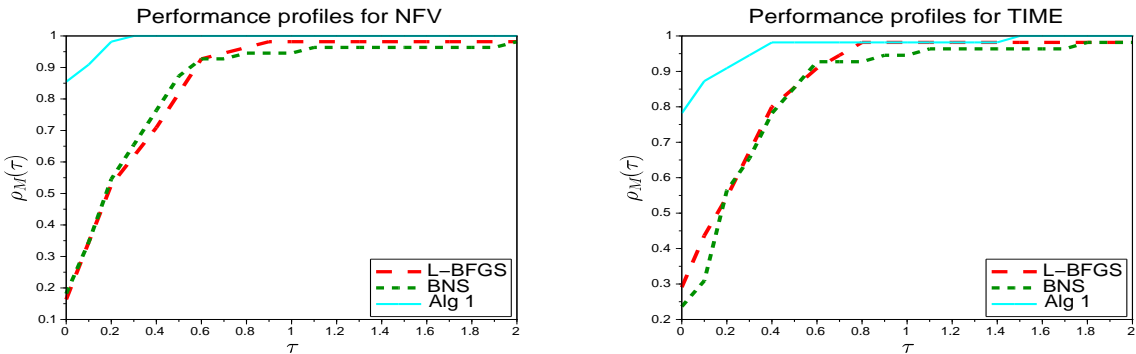 Performance profiles for NFV
1
0.9
0.8
0.7
0.6
0.5
0.4
0.3
0.2
0.1
ρM(τ)
0 0.2 0.4 0.6 0.8 1 1.2 1.4 1.6 1.8 2
τ
L-BFGS
BNS
Alg 1
Performance profiles for TIME
1
0.9
0.8
0.7
0.6
0.5
0.4
0.3
0.2
ρM(τ)
0 0.2 0.4 0.6 0.8 1 1.2 1.4 1.6 1.8 2
τ
L-BFGS
BNS
Alg 1